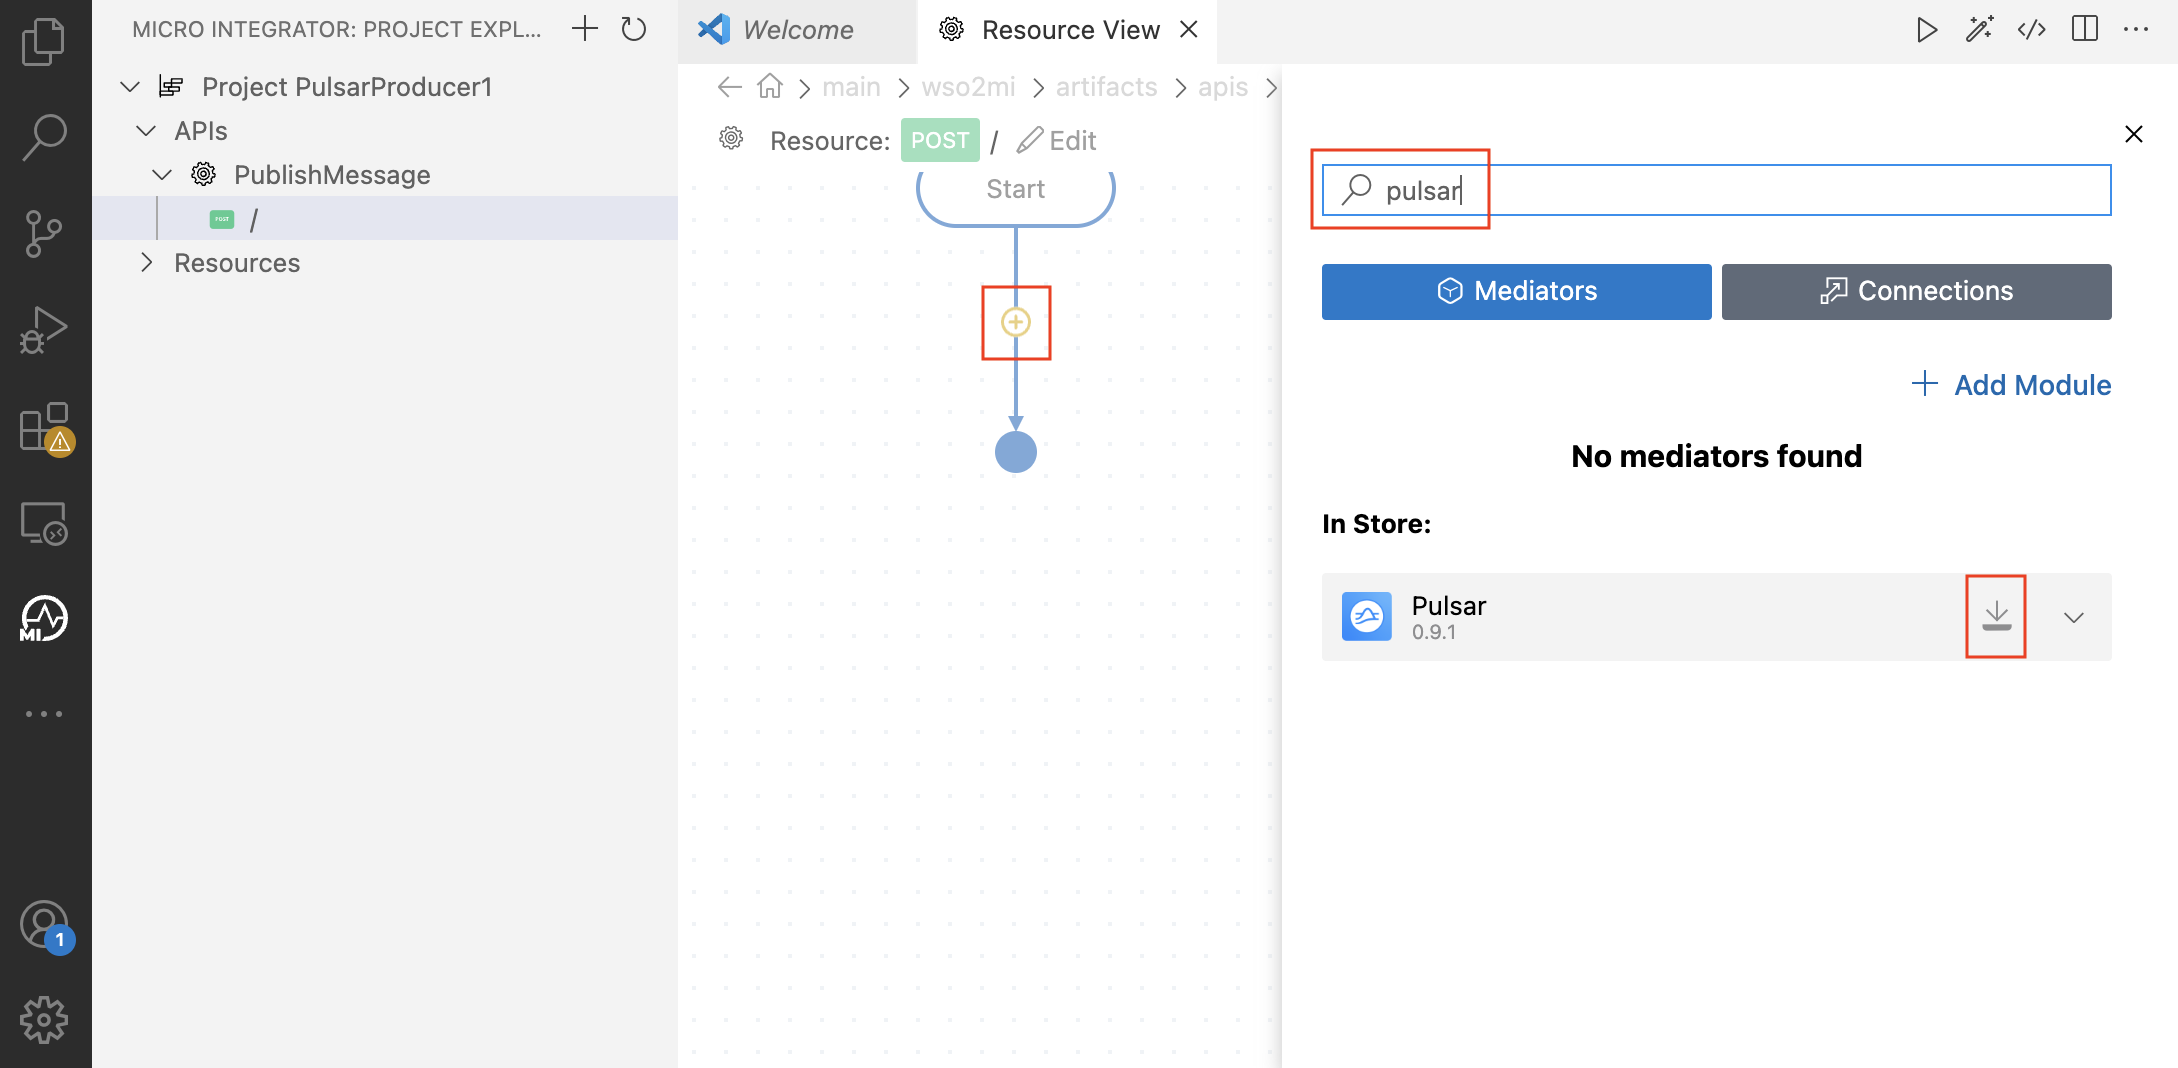 MICRO INTEGRATOR: PROJECT EXPL...
Project PulsarProducer1
APIs
PublishMessage
POST /
Resources
MI
1
Welcome
Resource View
main > wso2mi > artifacts > apis >
Resource: POST / Edit
Start
pulsar
Mediators
Connections
Add Module
No mediators found
In Store:
Pulsar
0.9.1